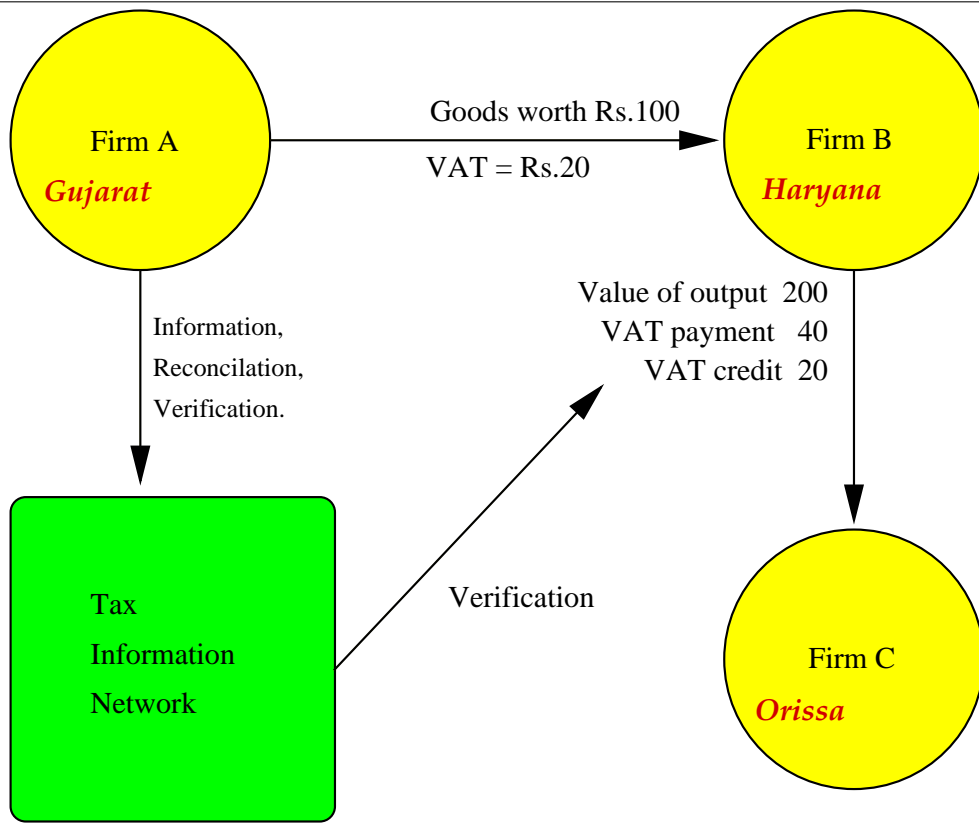 Firm A
Gujarat
Goods worth Rs.100
VAT = Rs.20
Firm B
Haryana
Information,
Reconcilation,
Verification.
Value of output 200
VAT payment 40
VAT credit 20
Tax
Information
Network
Verification
Firm C
Orissa